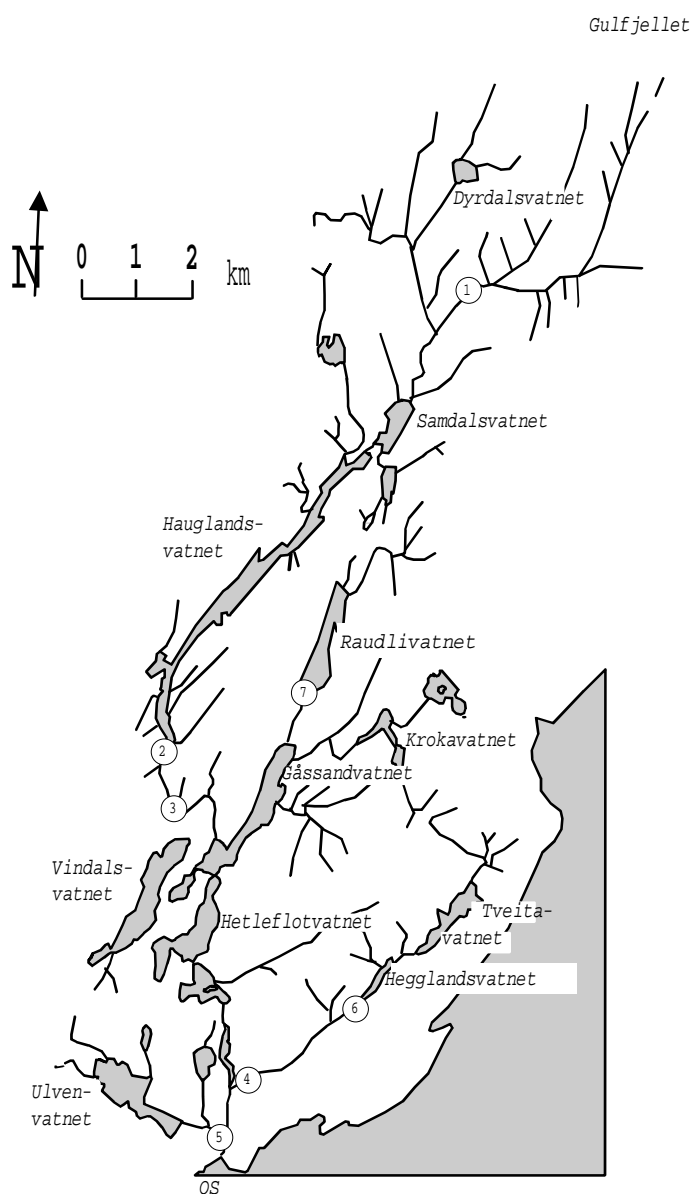 Gulfjellet
Dyrdalsvatnet
N
0 1 2 km
1
Samdalsvatnet
Hauglands-
vatnet
Raudlivatnet
7
Krokavatnet
2
Gåssandvatnet
3
Vindals-
vatnet
Hetleflotvatnet
Tveita-
vatnet
Hegglandsvatnet
6
4
Ulven-
vatnet
5
OS